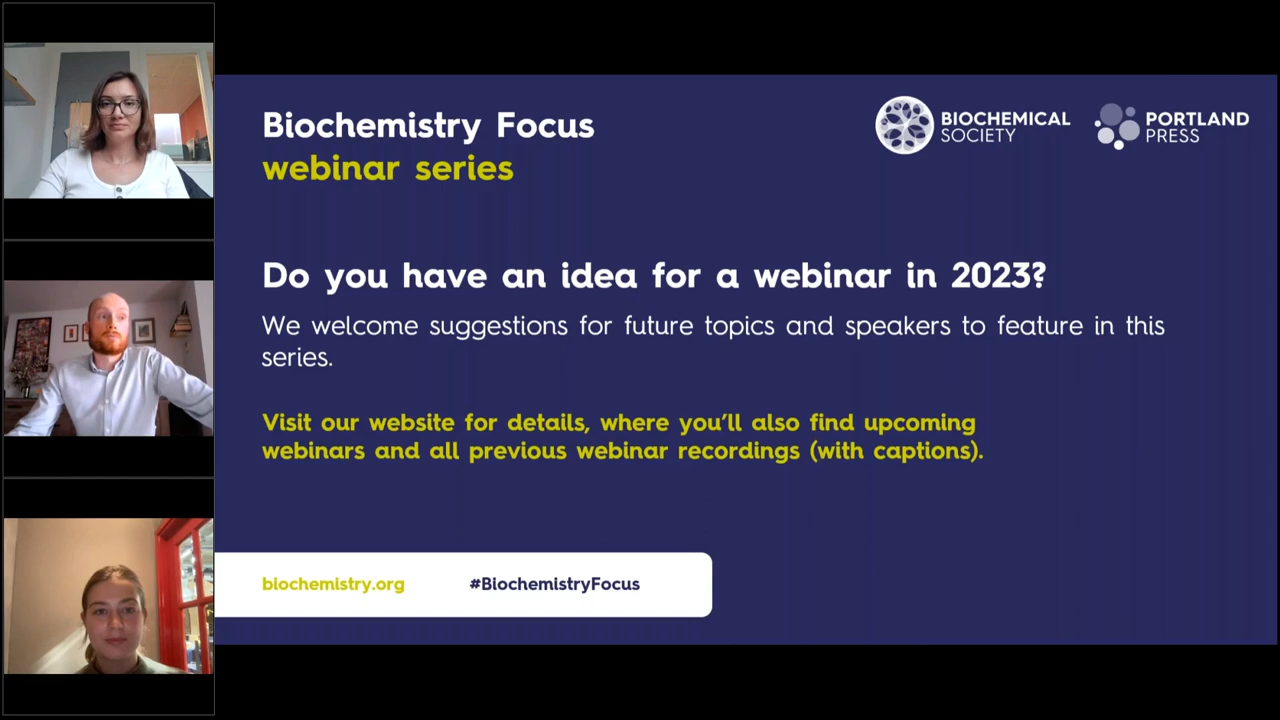 Biochemistry Focus
webinar series
BIOCHEMICAL
SOCIETY
PORTLAND
PRESS
Do you have an idea for a webinar in 2023?
We welcome suggestions for future topics and speakers to feature in this
series.
Visit our website for details, where you’ll also find upcoming
webinars and all previous webinar recordings (with captions).
biochemistry.org
#BiochemistryFocus